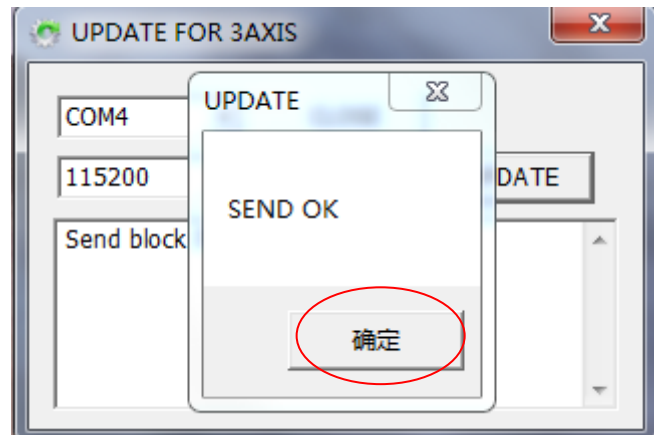 UPDATE FOR 3AXIS
UPDATE
COM4
115200
DATE
SEND OK
Send block
确定